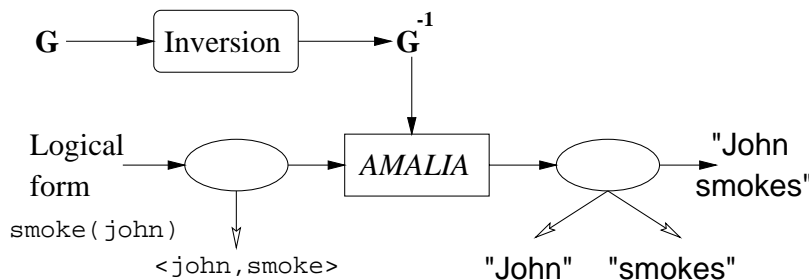 G Inversion G-1
Logical form
smoke(john)
<john,smoke>
AMALIA
"John" "smokes"
"John
smokes"